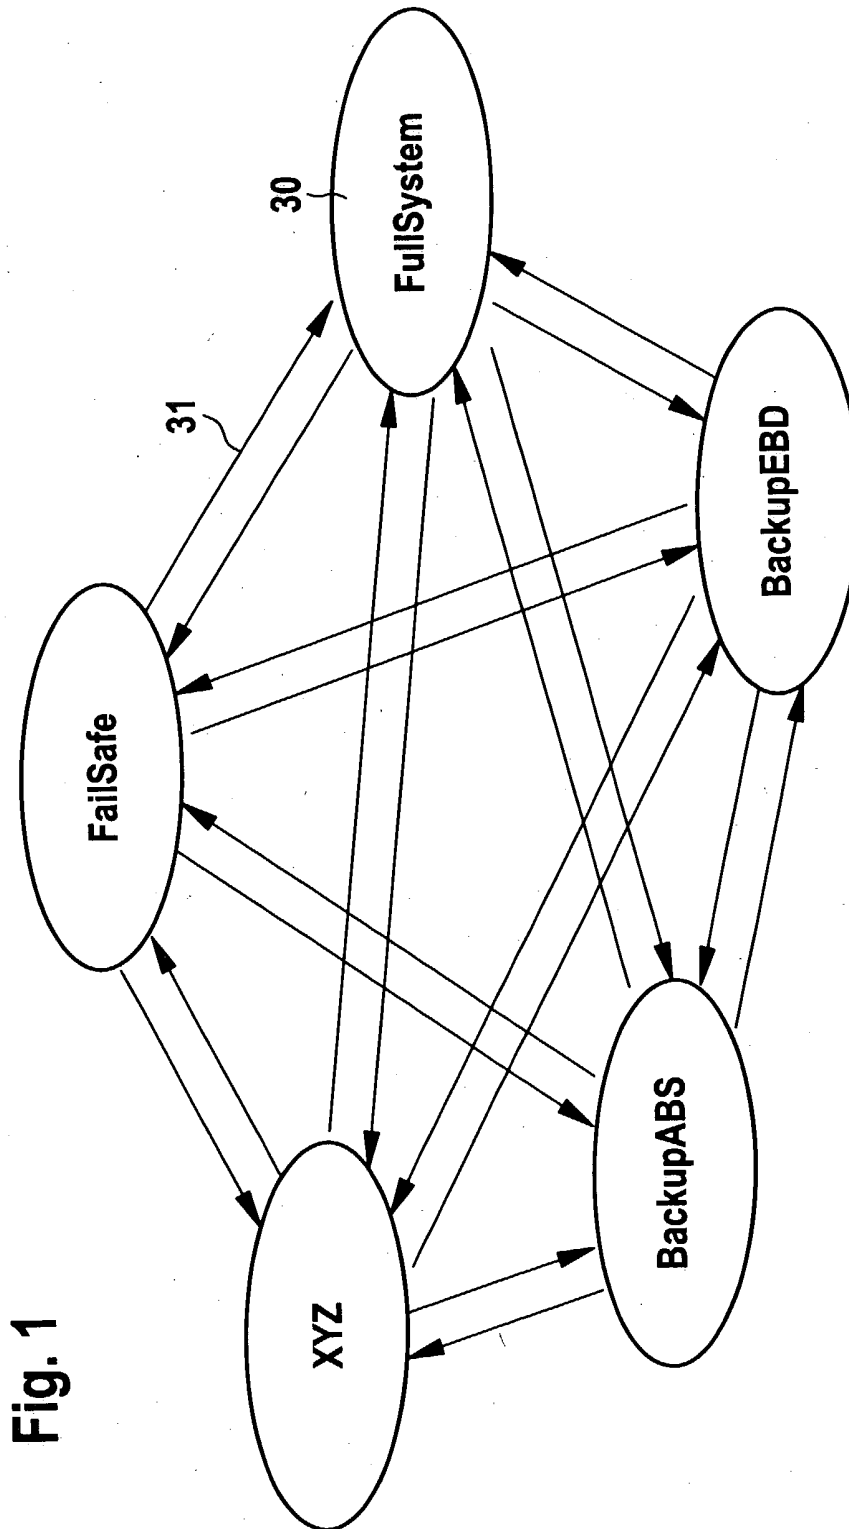 Fig. 1
FailSafe
31
30
XYZ
FullSystem
BackupABS
BackupEBD